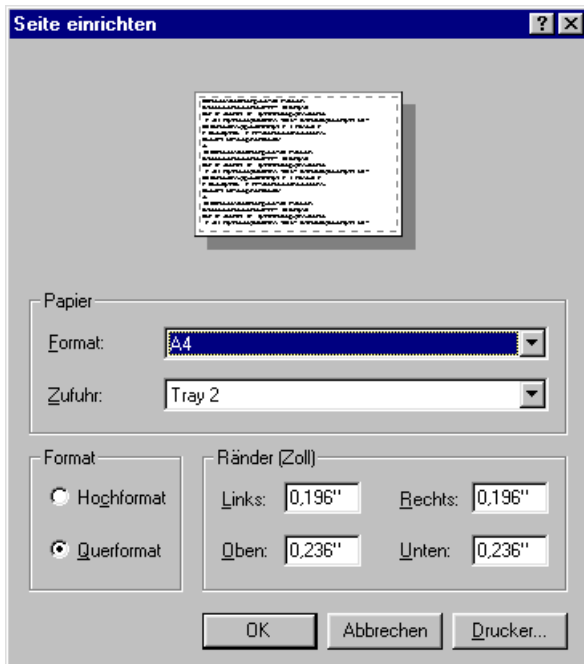 Seite einrichten
Papier
Format: A4
Zufuhr: Tray 2
Format
Hochformat
Querformat
Ränder (Zoll)
Links: 0,196" Rechts: 0,196"
Oben: 0,236" Unten: 0,236"
OK Abbrechen Drucker...